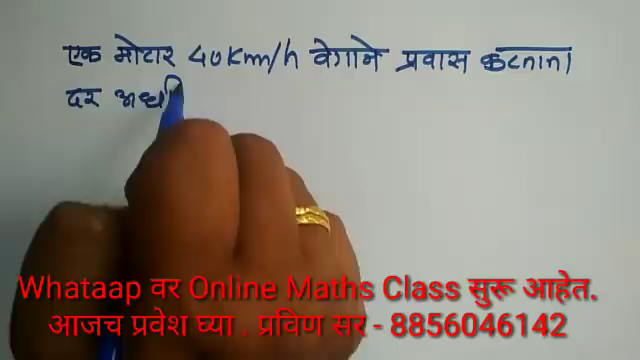 एक मोटार 40km/h वेगाने प्रवास करताना
दर
Whataap वर Online Maths Class सुरू आहेत.
आजच प्रवेश घ्या . प्रविण सर - 8856046142